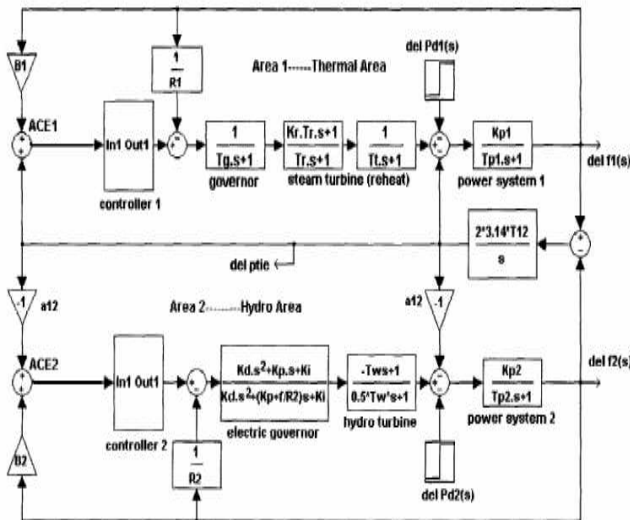 del Pd1(s)
B1
1
R1
Area 1------Thermal Area
ACE1
In1 Out1
1
Tg.s+1
Kr.Tr.s+1
Tr.s+1
1
Tt.s+1
Kp1
Tp1.s+1
del f1(s)
governor
steam turbine (reheat)
power system 1
controller 1
2*3.14*T12
s
del ptie
-1
a12
Area 2------Hydro Area
a12
-1
ACE2
In1 Out1
Kd.s²+Kp.s+Ki
Kd.s²+(Kp+f/R2)s+Ki
-Tws+1
0.5*Tw*s+1
Kp2
Tp2.s+1
del f2(s)
electric governor
hydro turbine
power system 2
controller 2
B2
1
R2
del Pd2(s)